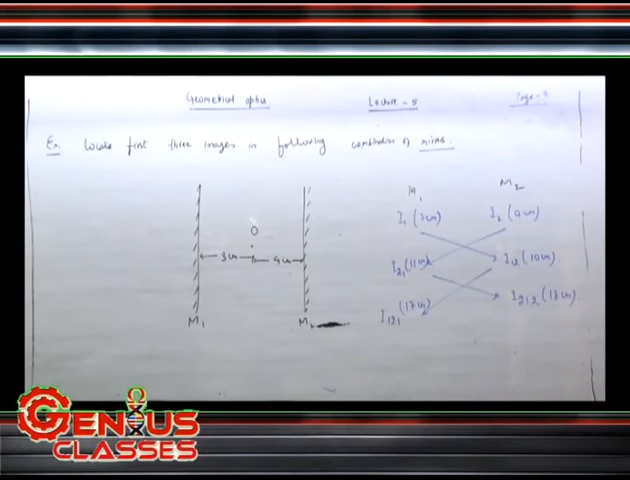 Geometrical optics Lecture - 5 Page - 9
Ex. Locate first three images in following combination of mirrors.
M1 M2
I1 (3cm) I2 (4cm)
O
3cm 4cm
I21 (11cm) I12 (10cm)
I121 (17cm) I212 (18cm)
M1 M2
GENIUS
CLASSES